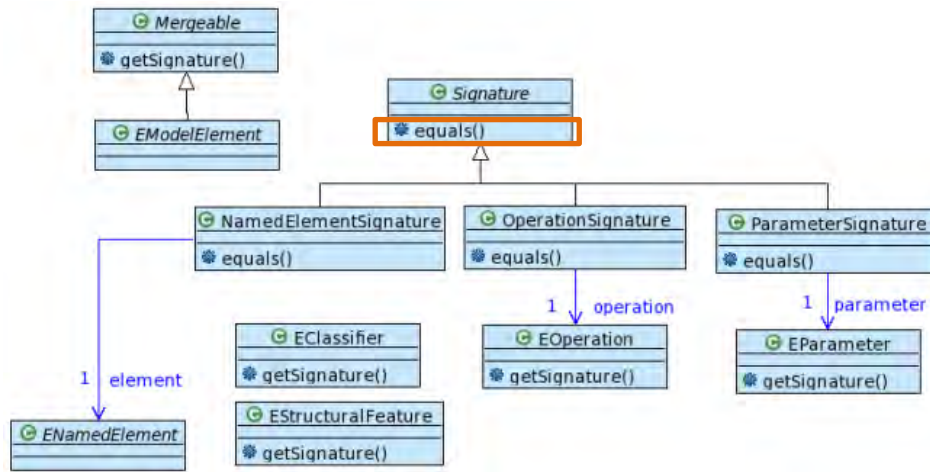 Mergeable
getSignature()
EModelElement
Signature
equals()
NamedElementSignature
equals()
OperationSignature
equals()
ParameterSignature
equals()
1 operation
1 parameter
EClassifier
getSignature()
EOperation
getSignature()
EParameter
getSignature()
1 element
EStructuralFeature
getSignature()
ENamedElement